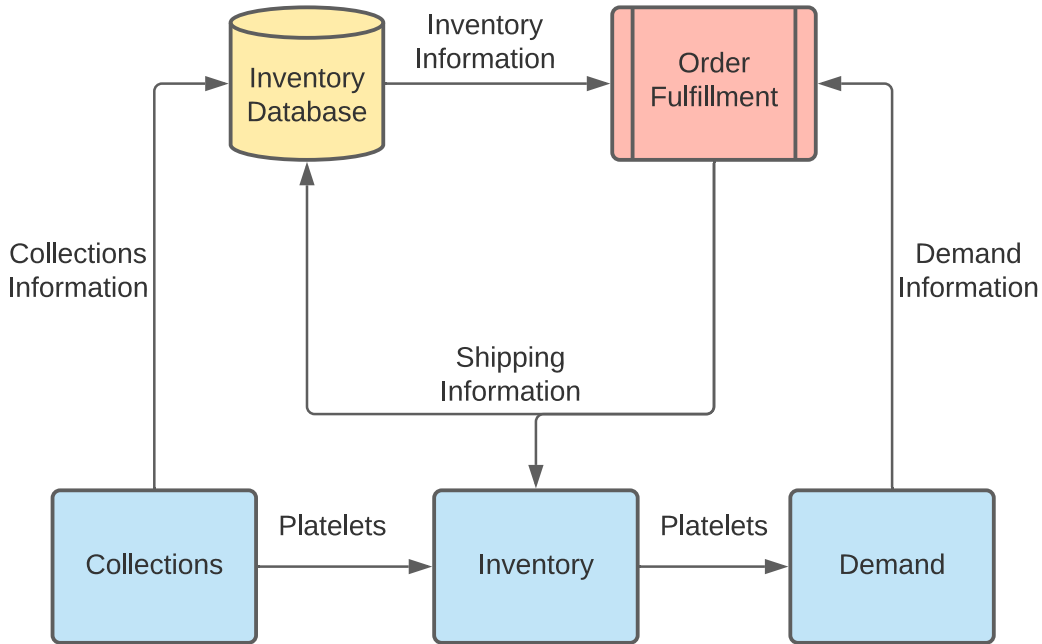 Inventory
Information
Inventory
Database
Order
Fulfillment
Collections
Information
Demand
Information
Shipping
Information
Platelets
Platelets
Collections
Inventory
Demand